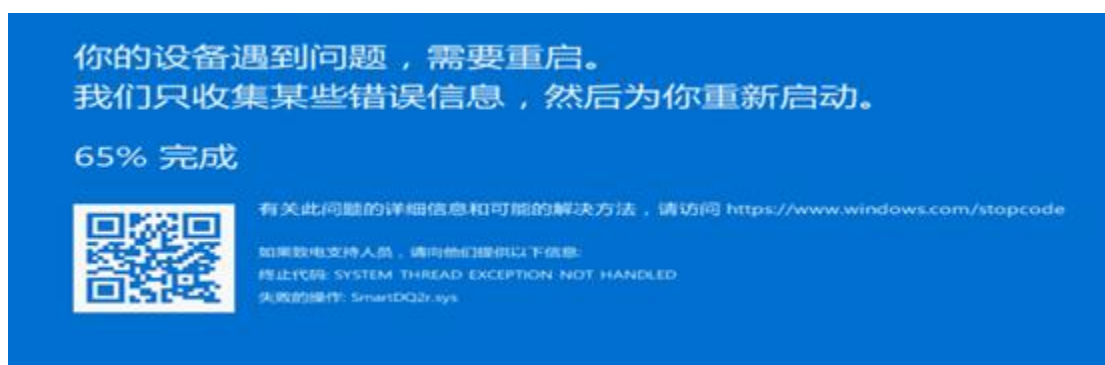 你的设备遇到问题，需要重启。
我们只收集某些错误信息，然后为你重新启动。
65% 完成
有关此问题的详细信息和可能的解决方法，请访问 https://www.windows.com/stopcode
如果致电支持人员，请向他们提供以下信息:
终止代码: SYSTEM THREAD EXCEPTION NOT HANDLED
失败的操作: SmartDQ2r.sys